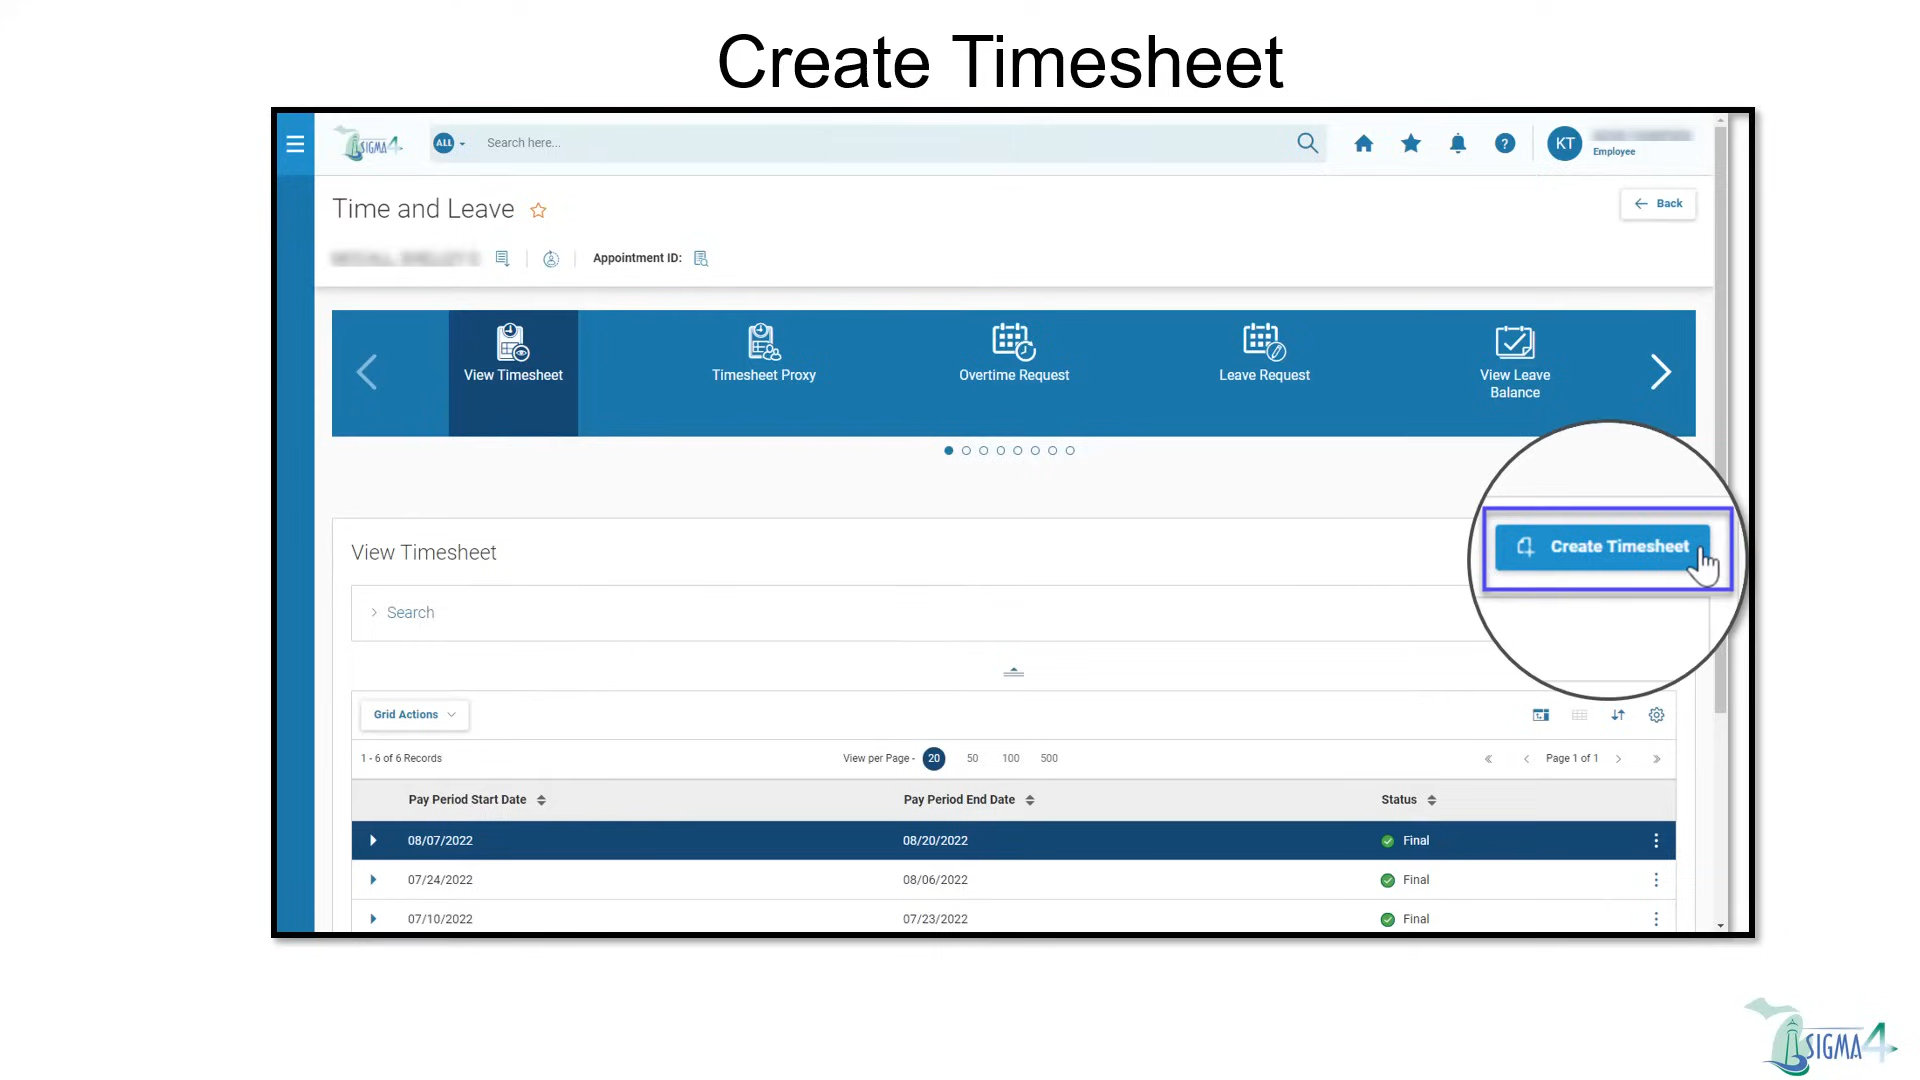 Create Timesheet
SIGMA4
ALL
Search here...
?
KT
Employee
Time and Leave
Back
Appointment ID:
View Timesheet
Timesheet Proxy
Overtime Request
Leave Request
View Leave
Balance
View Timesheet
Create Timesheet
Search
Grid Actions
1 - 6 of 6 Records
View per Page - 20 50 100 500
Page 1 of 1
Pay Period Start Date Pay Period End Date Status
08/07/2022 08/20/2022 Final
07/24/2022 08/06/2022 Final
07/10/2022 07/23/2022 Final
SIGMA4